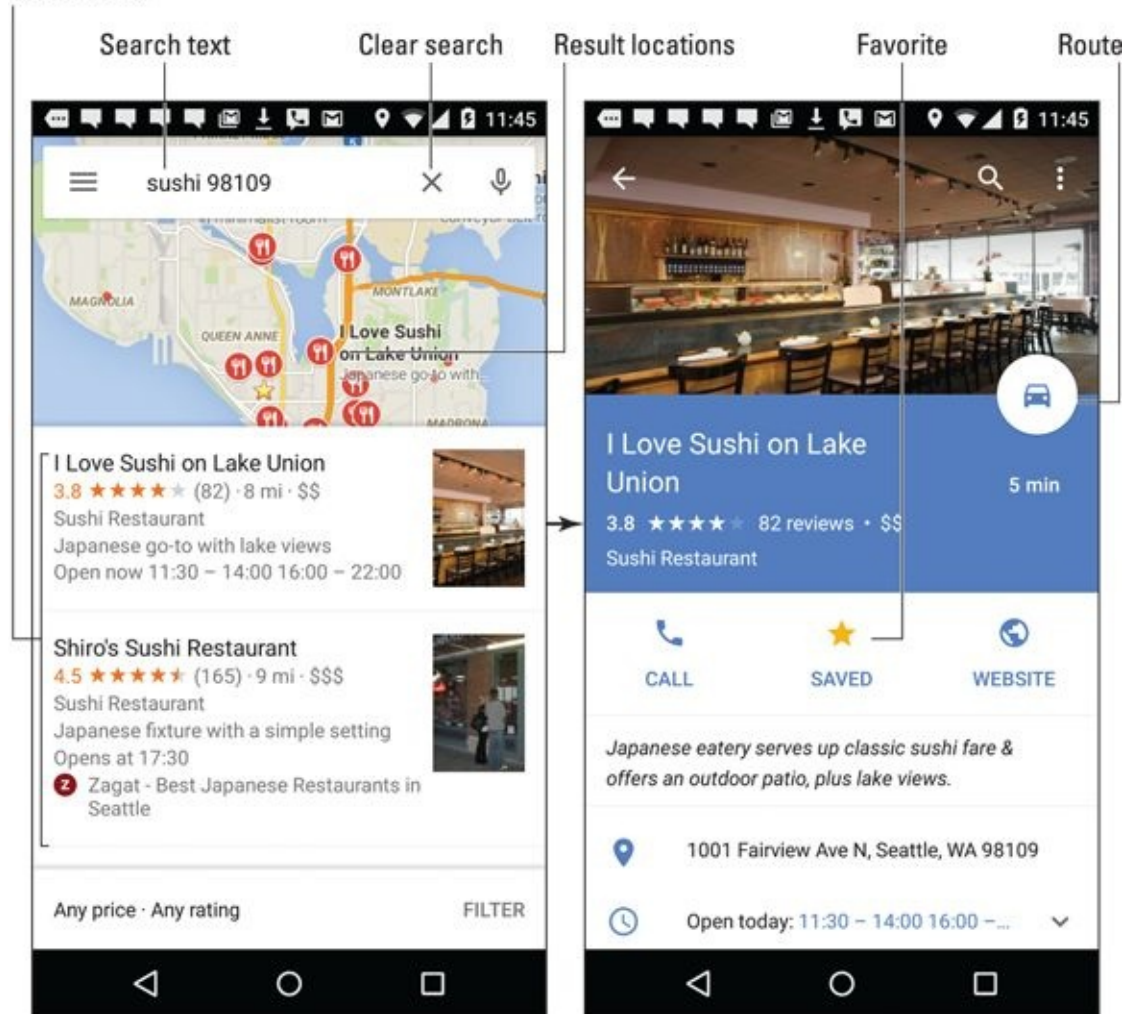 Search text
Clear search
Result locations
Favorite
Route
11:45
sushi 98109
MAGNOLIA
QUEEN ANNE
MONTLAKE
I Love Sushi
on Lake Union
Japanese go-to with...
MADRONA
I Love Sushi on Lake Union
3.8 ★★★★★ (82) · 8 mi · $$
Sushi Restaurant
Japanese go-to with lake views
Open now 11:30 – 14:00 16:00 – 22:00
Shiro's Sushi Restaurant
4.5 ★★★★★ (165) · 9 mi · $$$
Sushi Restaurant
Japanese fixture with a simple setting
Opens at 17:30
Z Zagat - Best Japanese Restaurants in
Seattle
Any price · Any rating
FILTER
11:45
I Love Sushi on Lake
Union
5 min
3.8 ★★★★★ 82 reviews • $$
Sushi Restaurant
CALL
SAVED
WEBSITE
Japanese eatery serves up classic sushi fare &
offers an outdoor patio, plus lake views.
1001 Fairview Ave N, Seattle, WA 98109
Open today: 11:30 – 14:00 16:00 –...